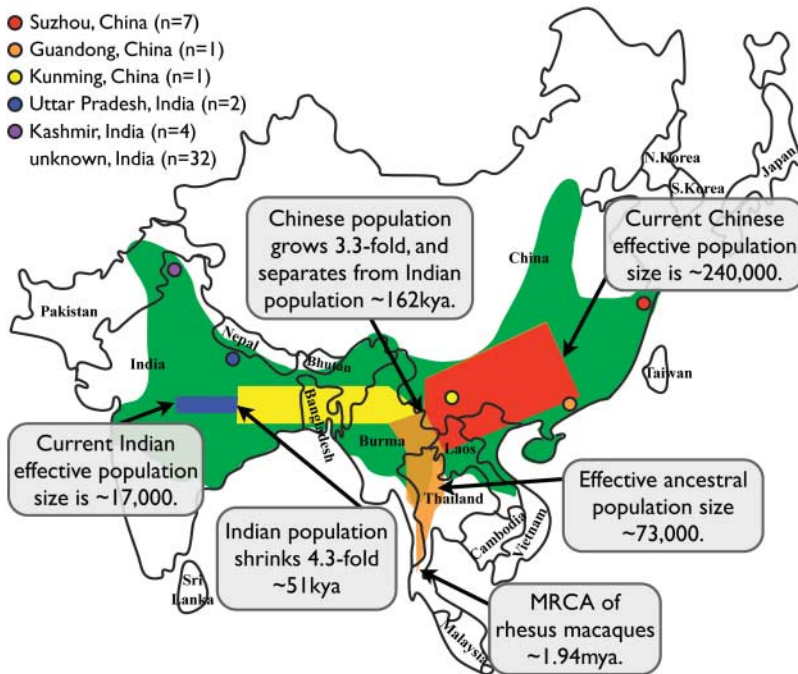 Suzhou, China (n=7)
Guandong, China (n=1)
Kunming, China (n=1)
Uttar Pradesh, India (n=2)
Kashmir, India (n=4)
unknown, India (n=32)
N.Korea
S.Korea
Japan
Chinese population
grows 3.3-fold, and
separates from Indian
population ~162kya.
Current Chinese
effective population
size is ~240,000.
China
Pakistan
Nepal
Bhutan
India
Taiwan
Bangladesh
Burma
Laos
Current Indian
effective population
size is ~17,000.
Thailand
Effective ancestral
population size
~73,000.
Cambodia
Vietnam
Indian population
shrinks 4.3-fold
~51kya
Sri
Lanka
MRCA of
rhesus macaques
~1.94mya.
Malaysia